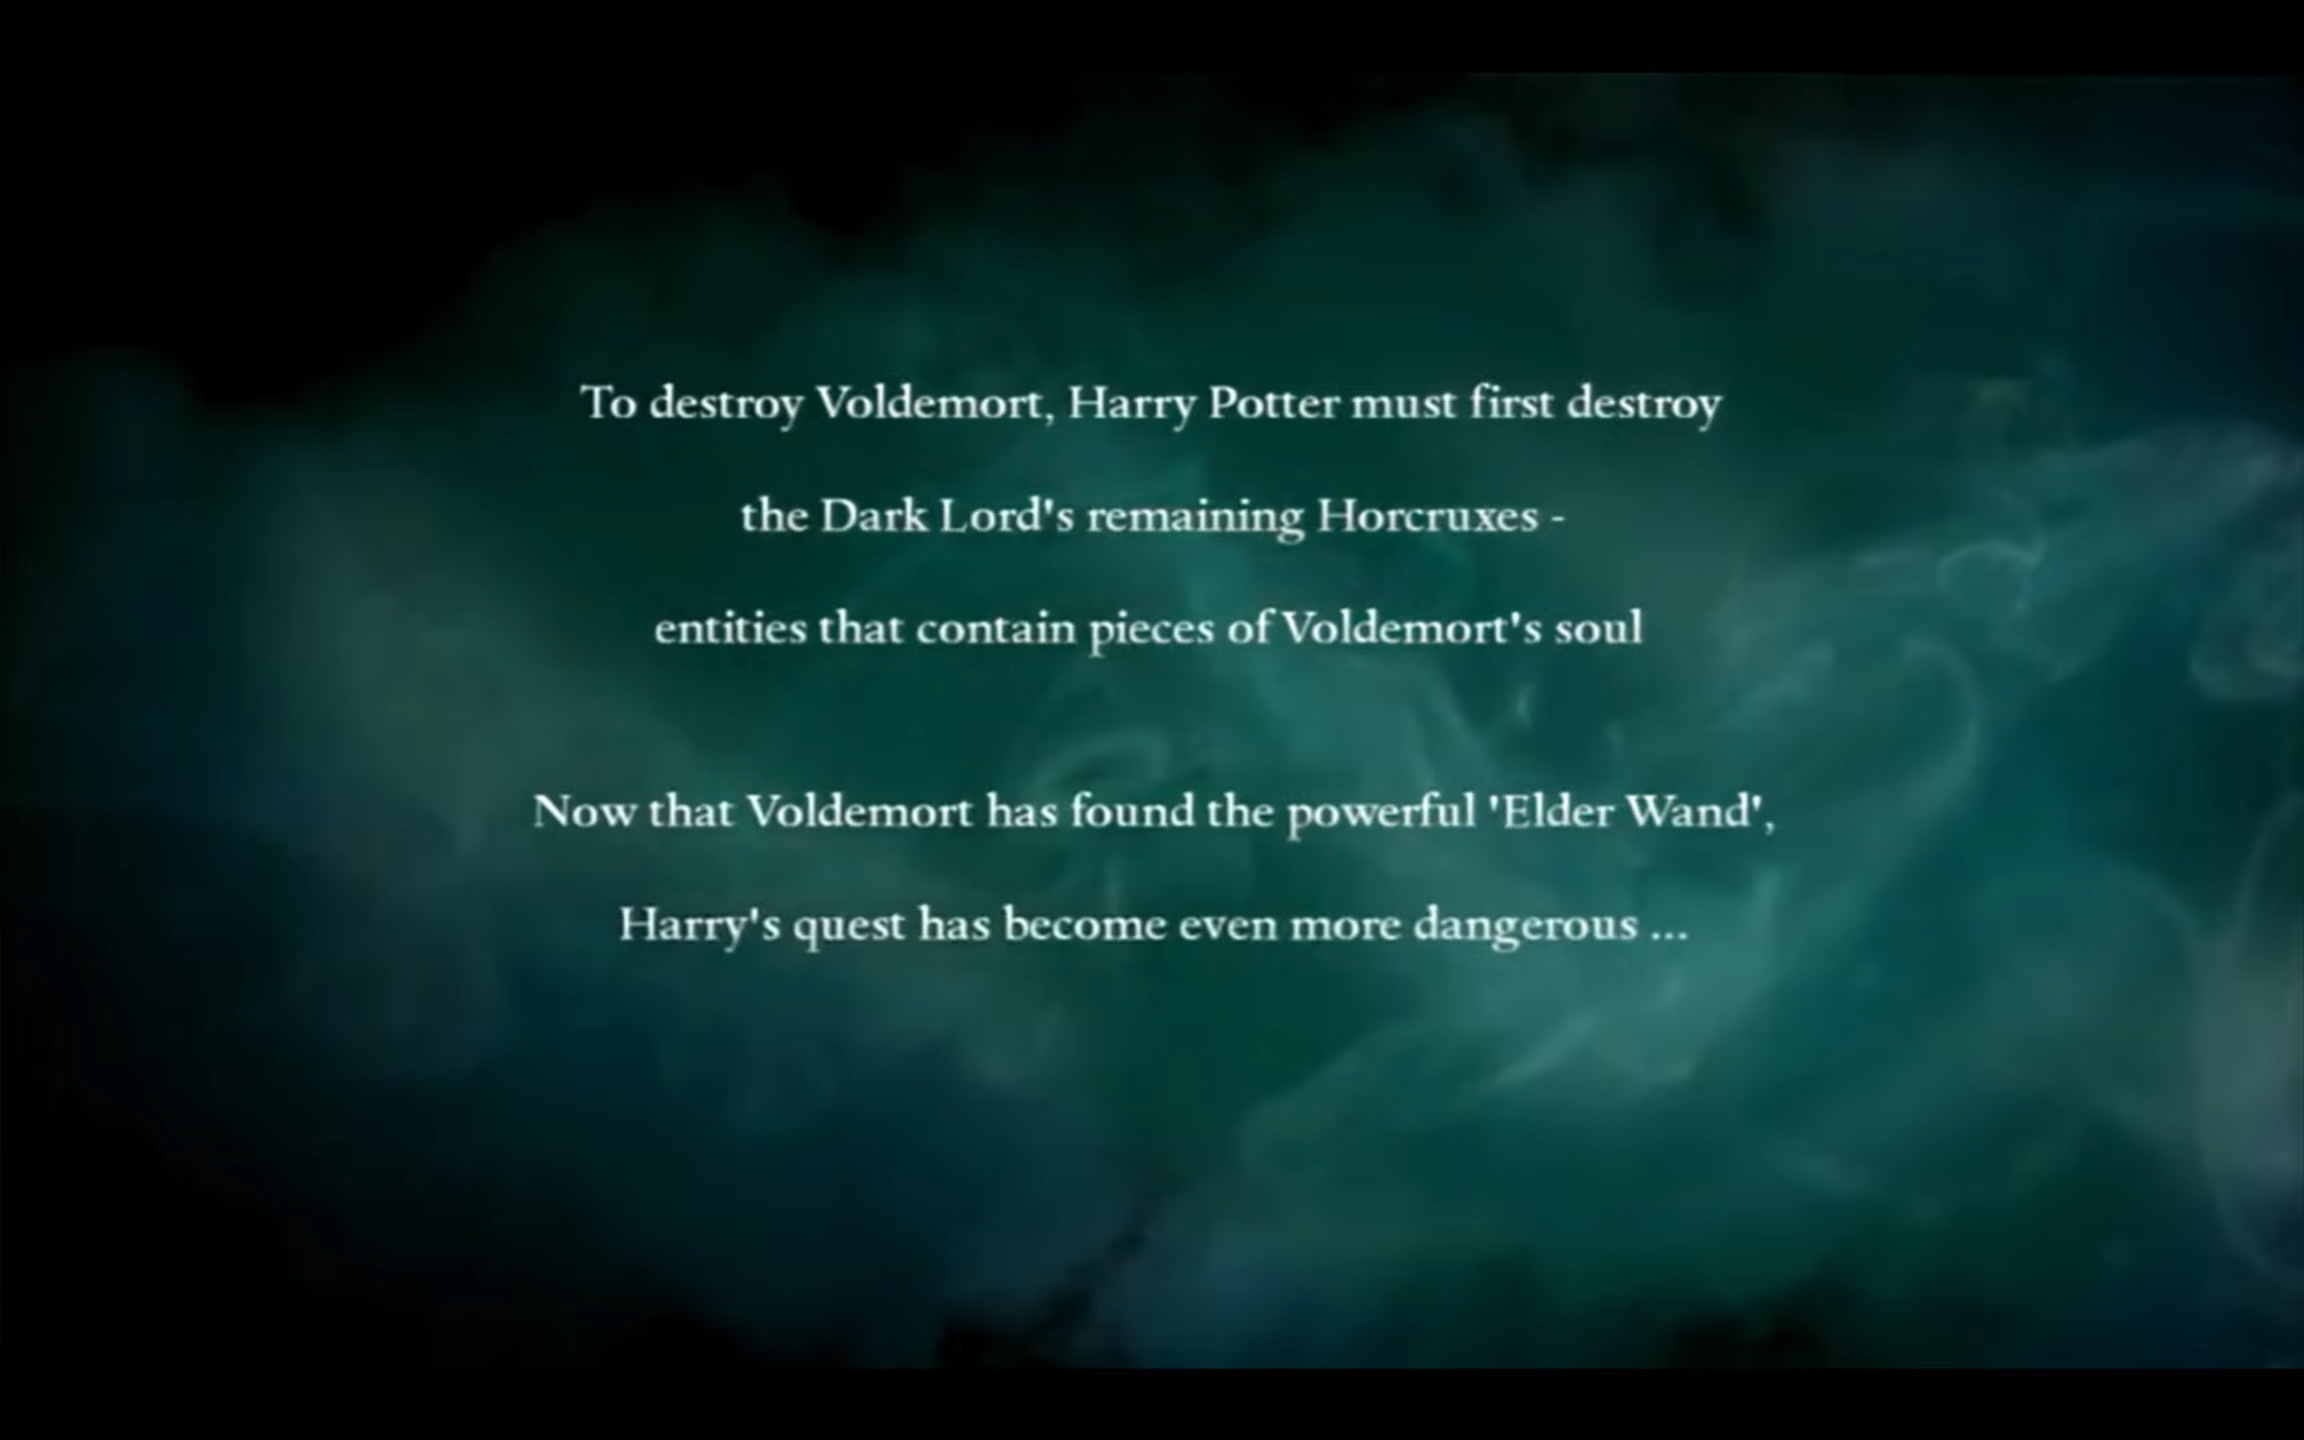 To destroy Voldemort, Harry Potter must first destroy
the Dark Lord's remaining Horcruxes -
entities that contain pieces of Voldemort's soul
Now that Voldemort has found the powerful 'Elder Wand',
Harry's quest has become even more dangerous ...